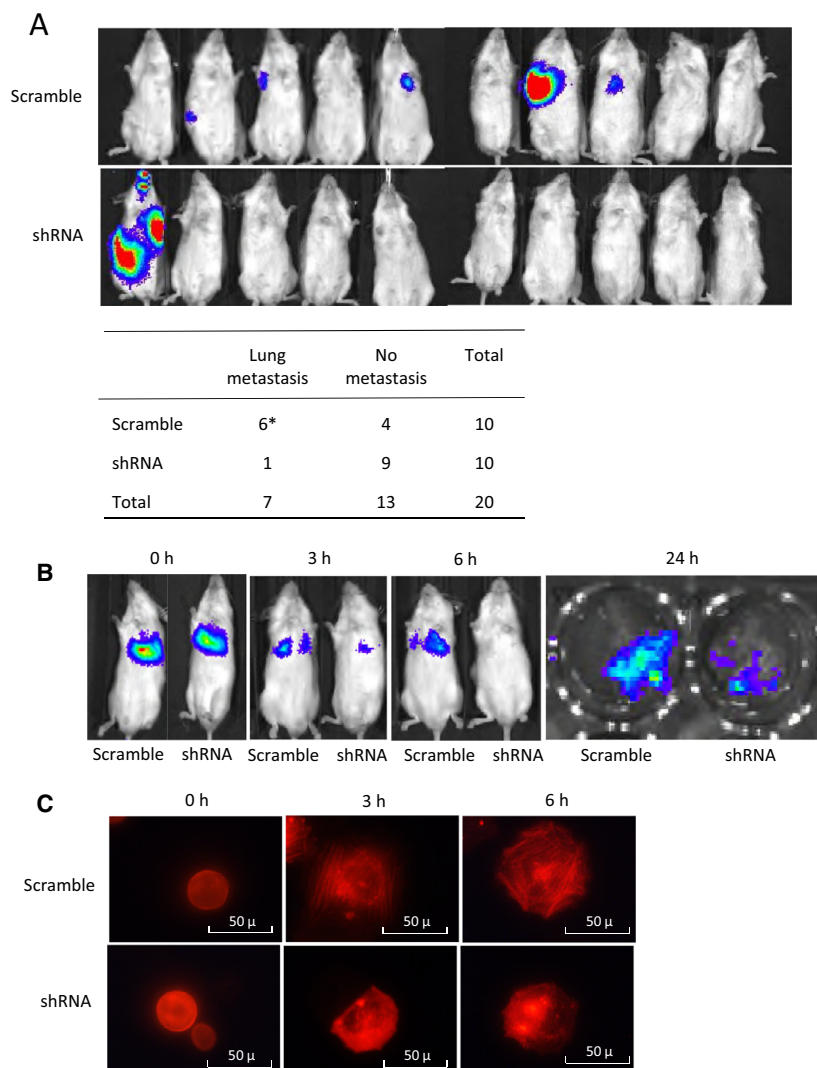 A
Scramble
shRNA
Lung metastasis No metastasis Total
Scramble 6* 4 10
shRNA 1 9 10
Total 7 13 20
B
0 h 3 h 6 h 24 h
Scramble shRNA Scramble shRNA Scramble shRNA Scramble shRNA
C
0 h 3 h 6 h
Scramble
50 μ 50 μ 50 μ
shRNA
50 μ 50 μ 50 μ